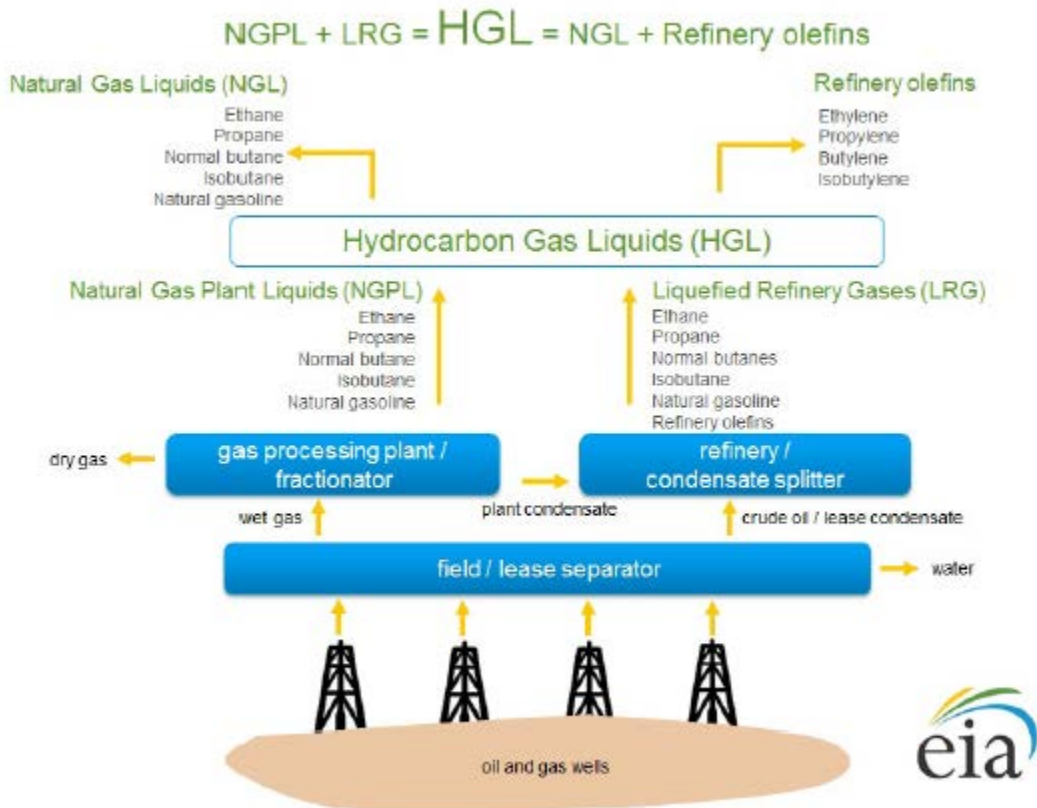 NGPL + LRG = HGL = NGL + Refinery olefins
Natural Gas Liquids (NGL)
Ethane
Propane
Normal butane
Isobutane
Natural gasoline
Refinery olefins
Ethylene
Propylene
Butylene
Isobutylene
Hydrocarbon Gas Liquids (HGL)
Natural Gas Plant Liquids (NGPL)
Ethane
Propane
Normal butane
Isobutane
Natural gasoline
Liquefied Refinery Gases (LRG)
Ethane
Propane
Normal butanes
Isobutane
Natural gasoline
Refinery olefins
dry gas
gas processing plant /
fractionator
plant condensate
refinery /
condensate splitter
wet gas
crude oil / lease condensate
field / lease separator
water
oil and gas wells
eia